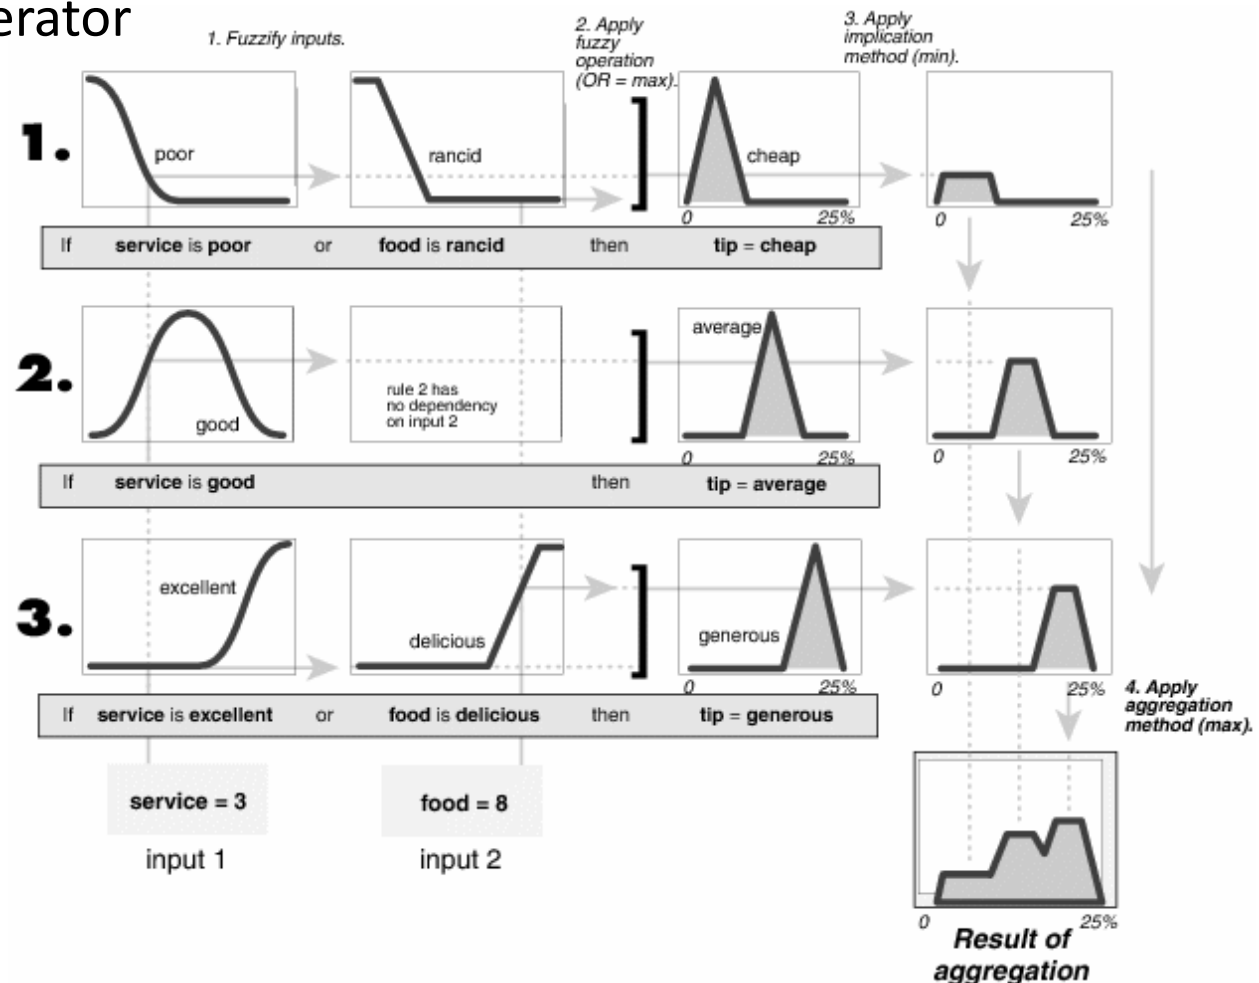 erator
1. Fuzzify inputs.
2. Apply
fuzzy
operation
(OR = max).
3. Apply
implication
method (min).
1.
poor
rancid
cheap
0
25%
0
25%
If service is poor or food is rancid then tip = cheap
2.
good
rule 2 has
no dependency
on input 2
average
0
25%
0
25%
If service is good then tip = average
3.
excellent
delicious
generous
0
25%
0
25%
4. Apply
aggregation
method (max).
If service is excellent or food is delicious then tip = generous
service = 3
food = 8
input 1
input 2
0
25%
Result of
aggregation